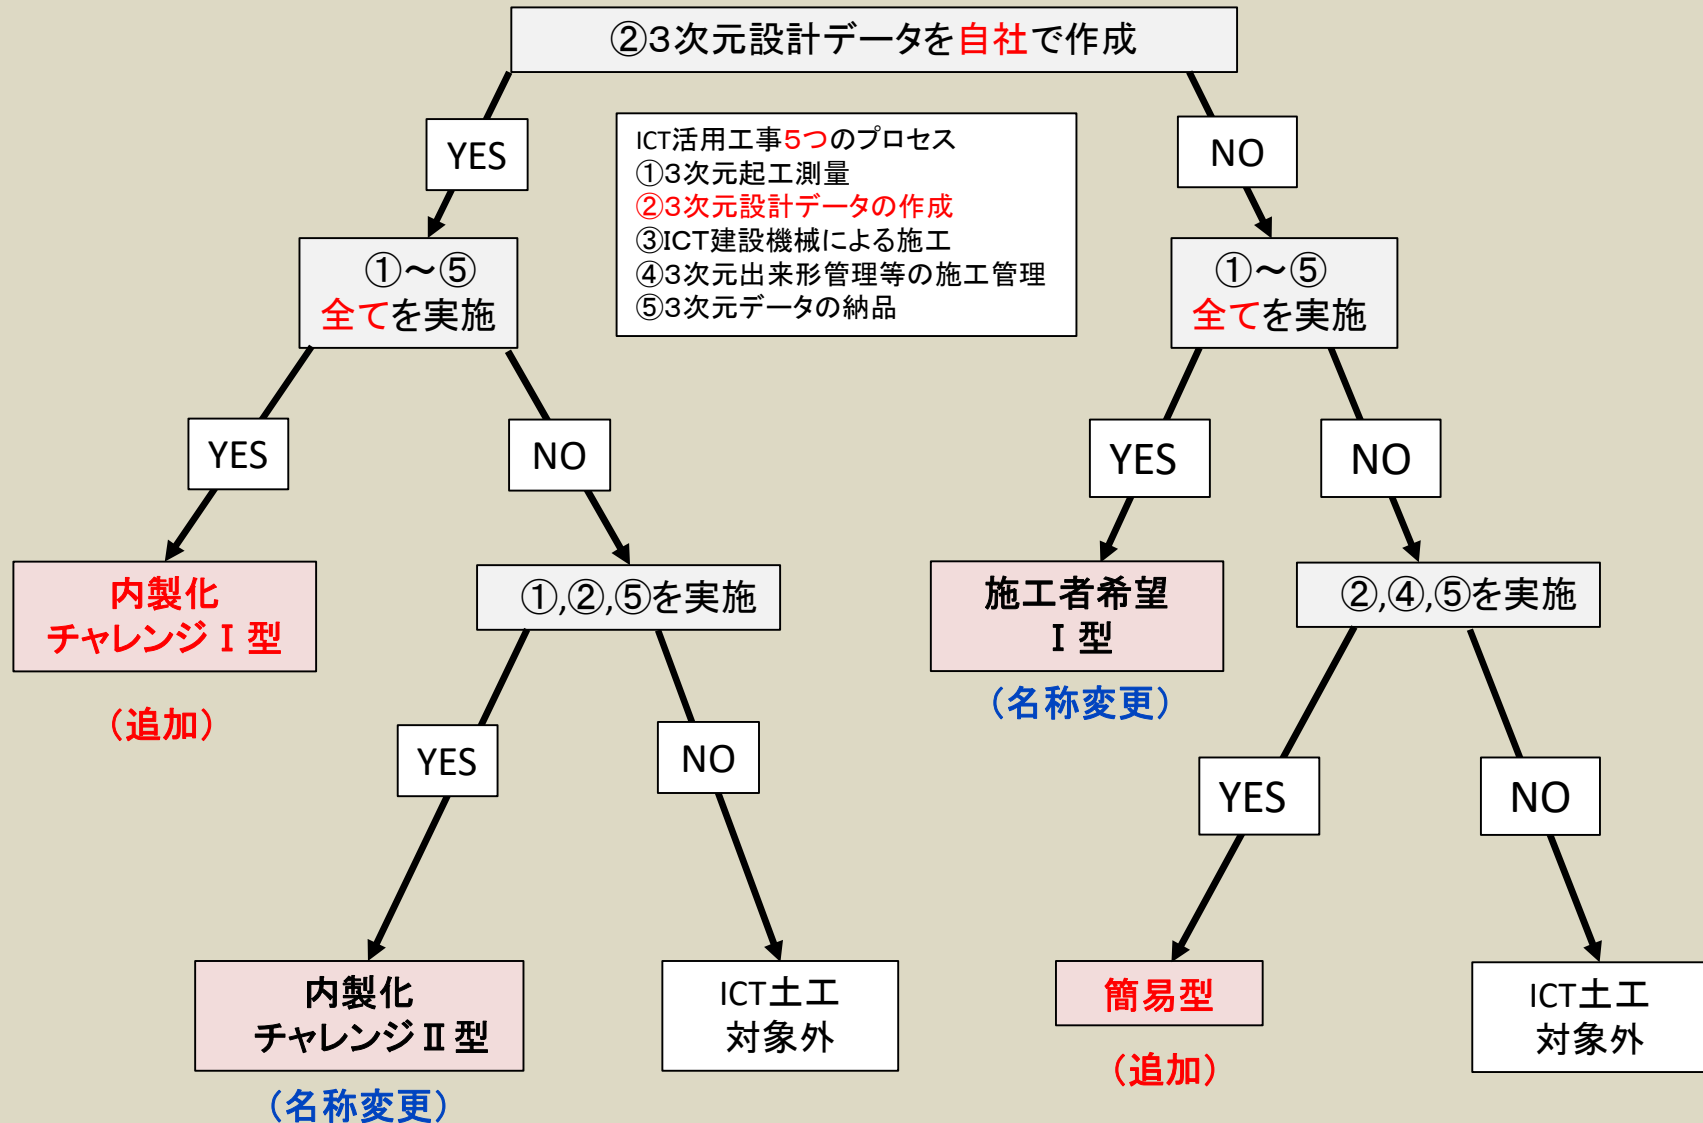 ②3次元設計データを自社で作成
YES
NO
ICT活用工事5つのプロセス
①3次元起工測量
②3次元設計データの作成
③ICT建設機械による施工
④3次元出来形管理等の施工管理
⑤3次元データの納品
①～⑤
全てを実施
①～⑤
全てを実施
YES
NO
YES
NO
内製化
チャレンジⅠ型
（追加）
①,②,⑤を実施
施工者希望
Ⅰ型
（名称変更）
②,④,⑤を実施
YES
NO
YES
NO
内製化
チャレンジⅡ型
（名称変更）
ICT土工
対象外
簡易型
（追加）
ICT土工
対象外